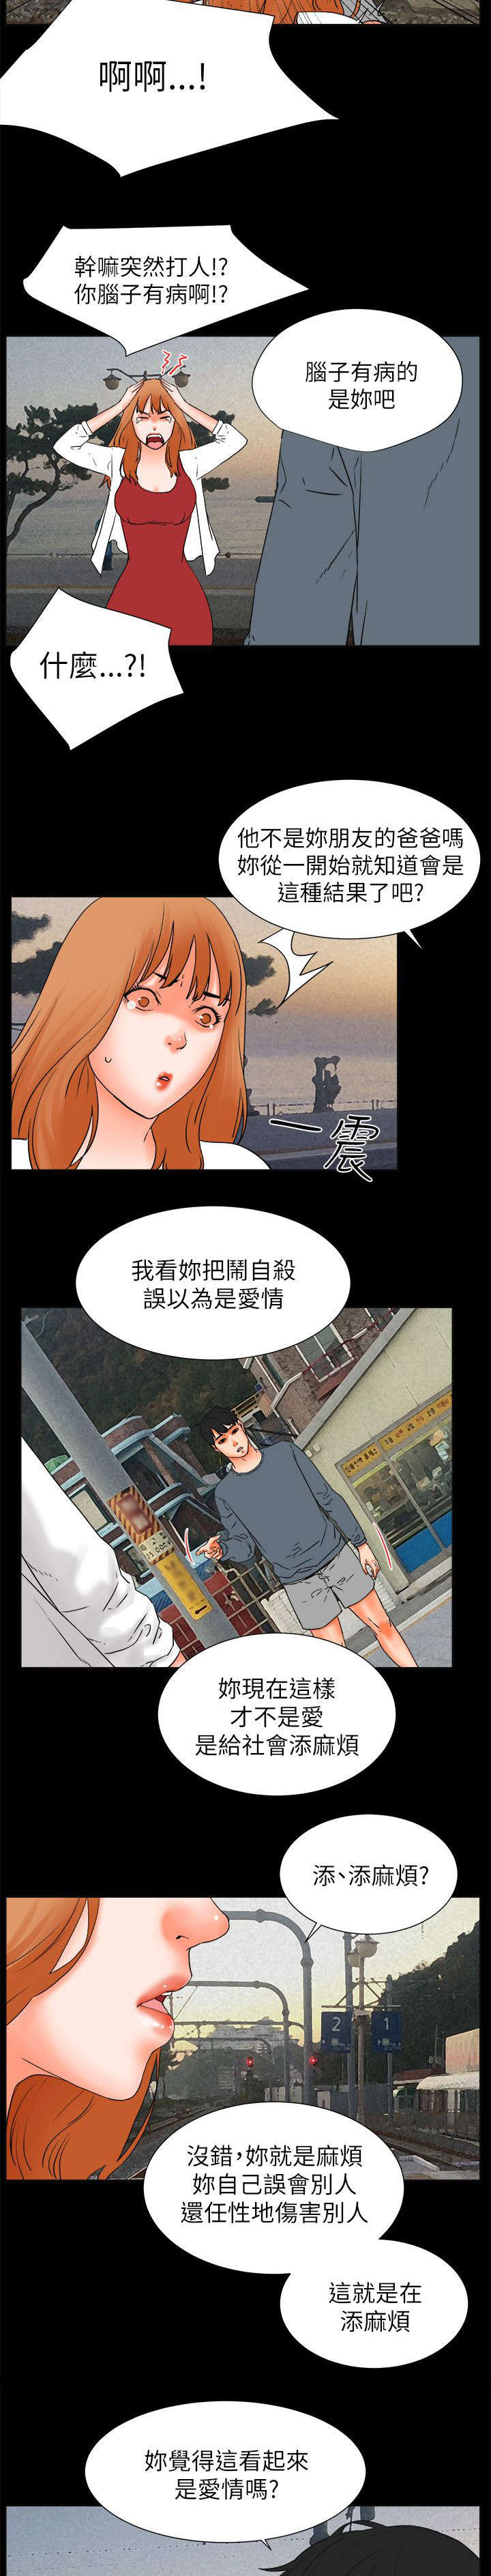 啊啊…!
幹嘛突然打人!?
你腦子有病啊!?
腦子有病的
是妳吧
什麼…?!
他不是妳朋友的爸爸嗎
妳從一開始就知道會是
這種結果了吧?
一震
我看妳把鬧自殺
誤以為是愛情
妳現在這樣
才不是愛
是給社會添麻煩
添、添麻煩?
2
1
沒錯,妳就是麻煩
妳自己誤會別人
還任性地傷害別人
這就是在
添麻煩
妳覺得這看起來
是愛情嗎?